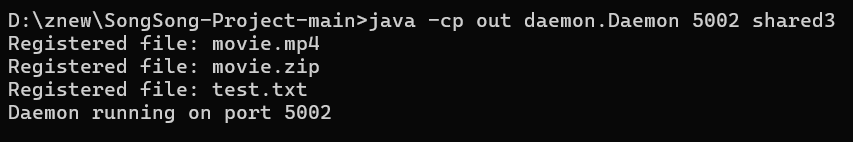 D:\znew\SongSong-Project-main>java -cp out daemon.Daemon 5002 shared3
Registered file: movie.mp4
Registered file: movie.zip
Registered file: test.txt
Daemon running on port 5002